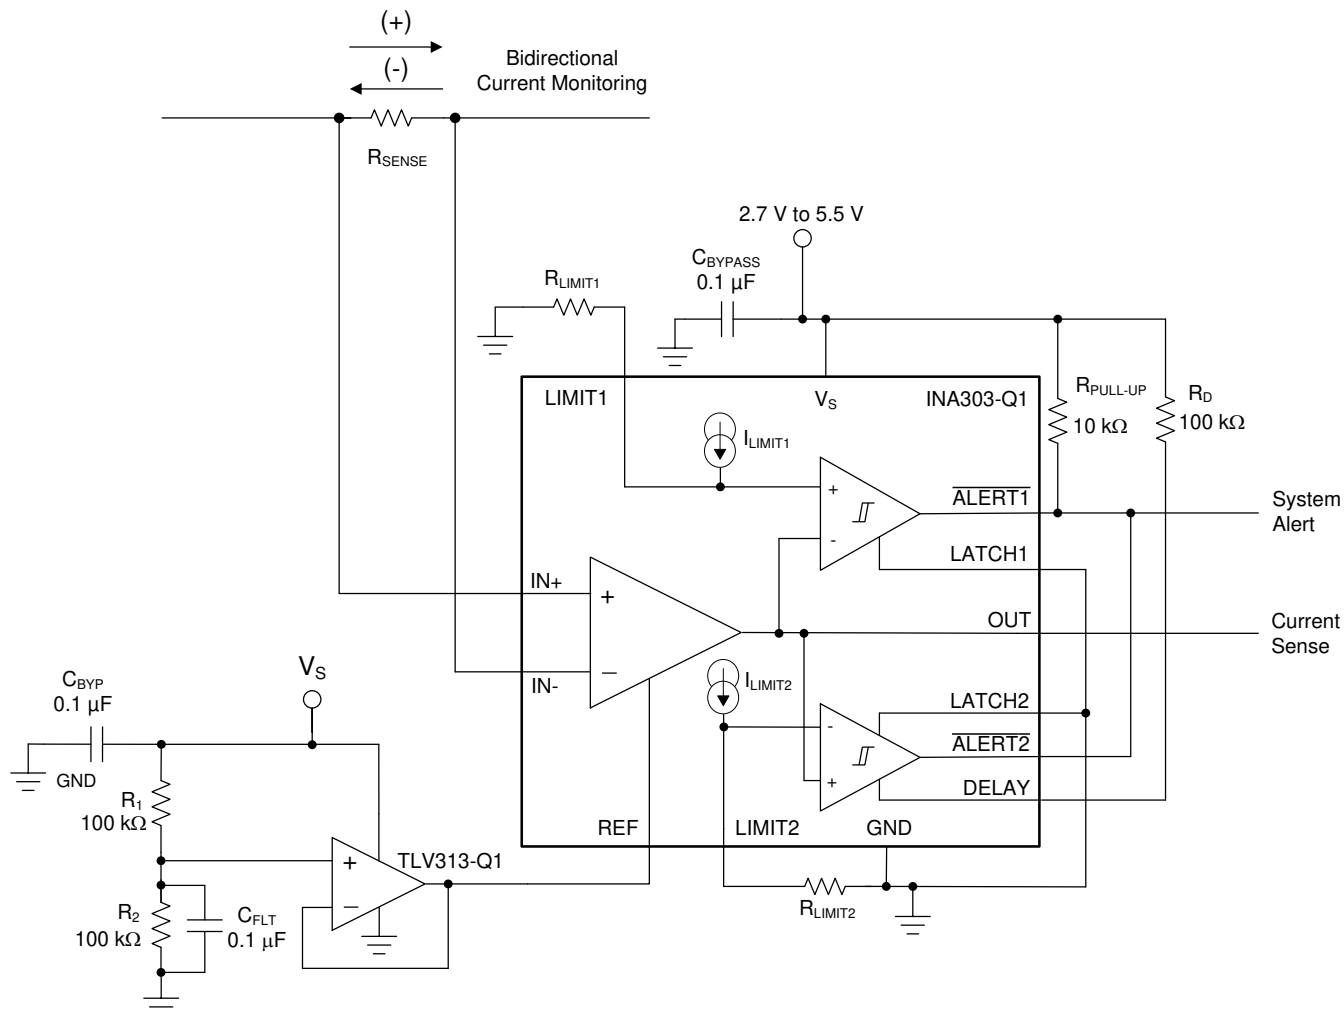 (+)
(-)
Bidirectional
Current Monitoring
RSENSE
2.7 V to 5.5 V
CBYPASS
0.1 µF
RLIMIT1
LIMIT1
VS
INA303-Q1
RPULL-UP
10 kΩ
RD
100 kΩ
ILIMIT1
+
-
ALERT1
System
Alert
LATCH1
IN+
+
OUT
Current
Sense
IN-
–
ILIMIT2
LATCH2
-
+
ALERT2
DELAY
REF
LIMIT2
GND
RLIMIT2
VS
CBYP
0.1 µF
GND
R1
100 kΩ
+
–
TLV313-Q1
R2
100 kΩ
CFLT
0.1 µF